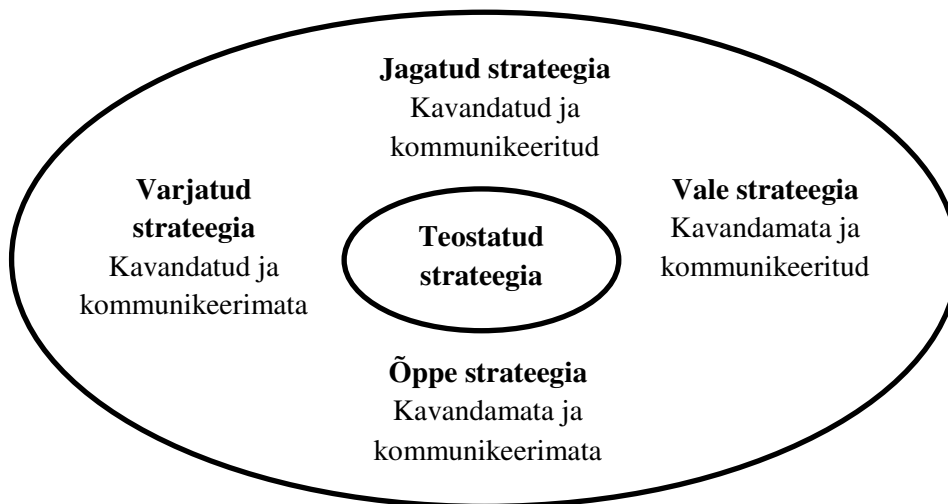 Jagatud strateegia
Kavandatud ja
kommunikeeritud
Varjatud
strateegia
Kavandatud ja
kommunikeerimata
Teostatud
strateegia
Vale strateegia
Kavandamata ja
kommunikeeritud
Õppe strateegia
Kavandamata ja
kommunikeerimata